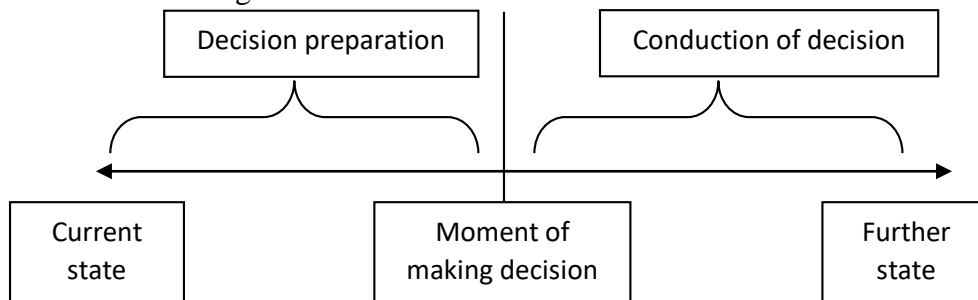 Decision preparation
Conduction of decision
Current
state
Moment of
making decision
Further
state